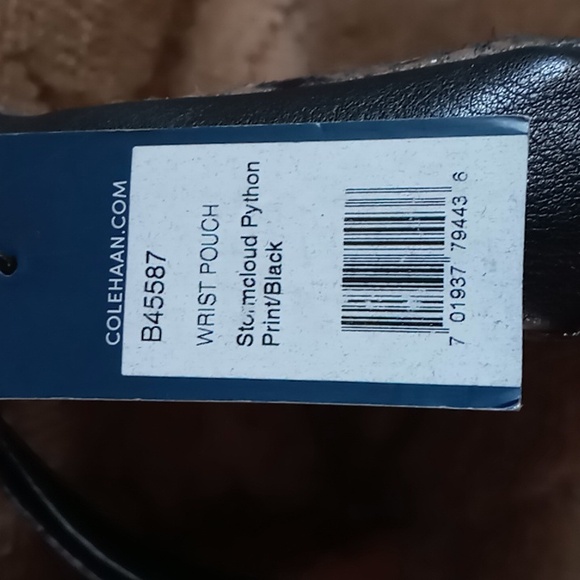 COLEHAAN.COM
B45587
WRIST POUCH
Stormcloud Python
Print/Black
7 01937 79443 6